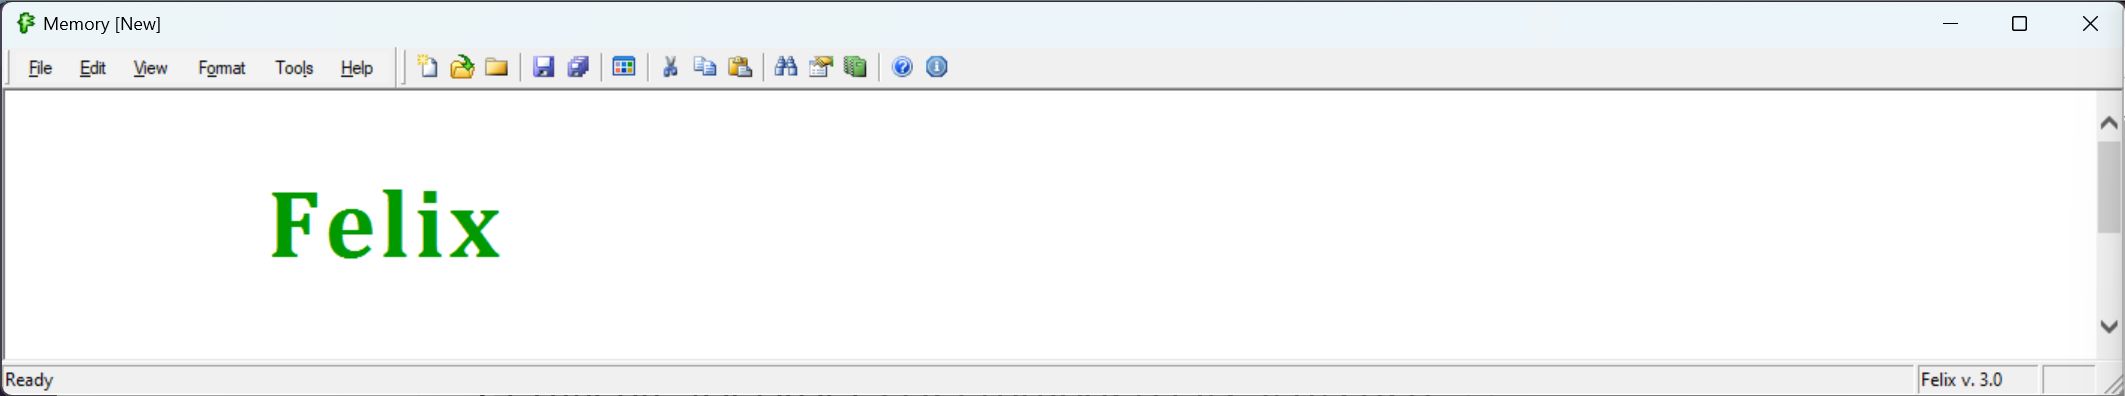 Memory [New]
File Edit View Format Tools Help
Felix
Ready Felix v. 3.0